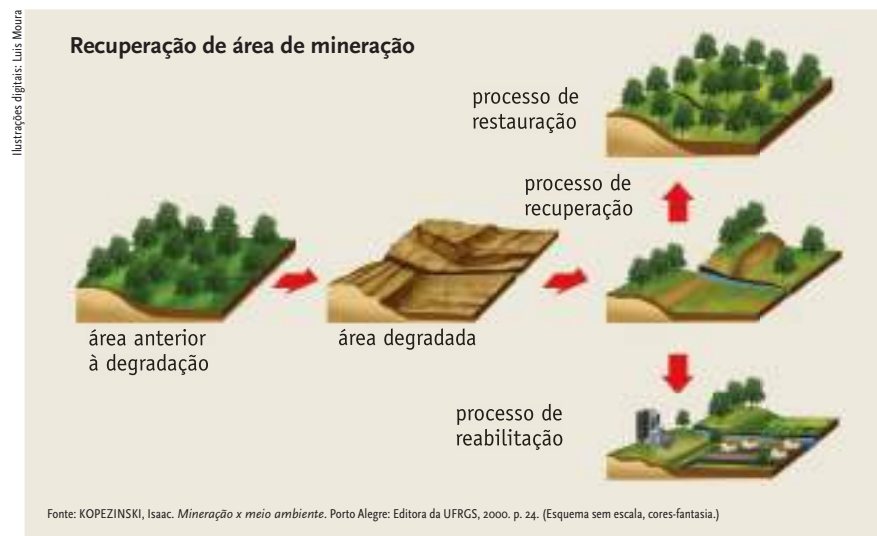 Ilustrações digitais: Luis Moura
Recuperação de área de mineração
processo de
restauração
processo de
recuperação
área anterior
à degradação
área degradada
processo de
reabilitação
Fonte: KOPEZINSKI, Isaac. Mineração x meio ambiente. Porto Alegre: Editora da UFRGS, 2000. p. 24. (Esquema sem escala, cores-fantasia.)